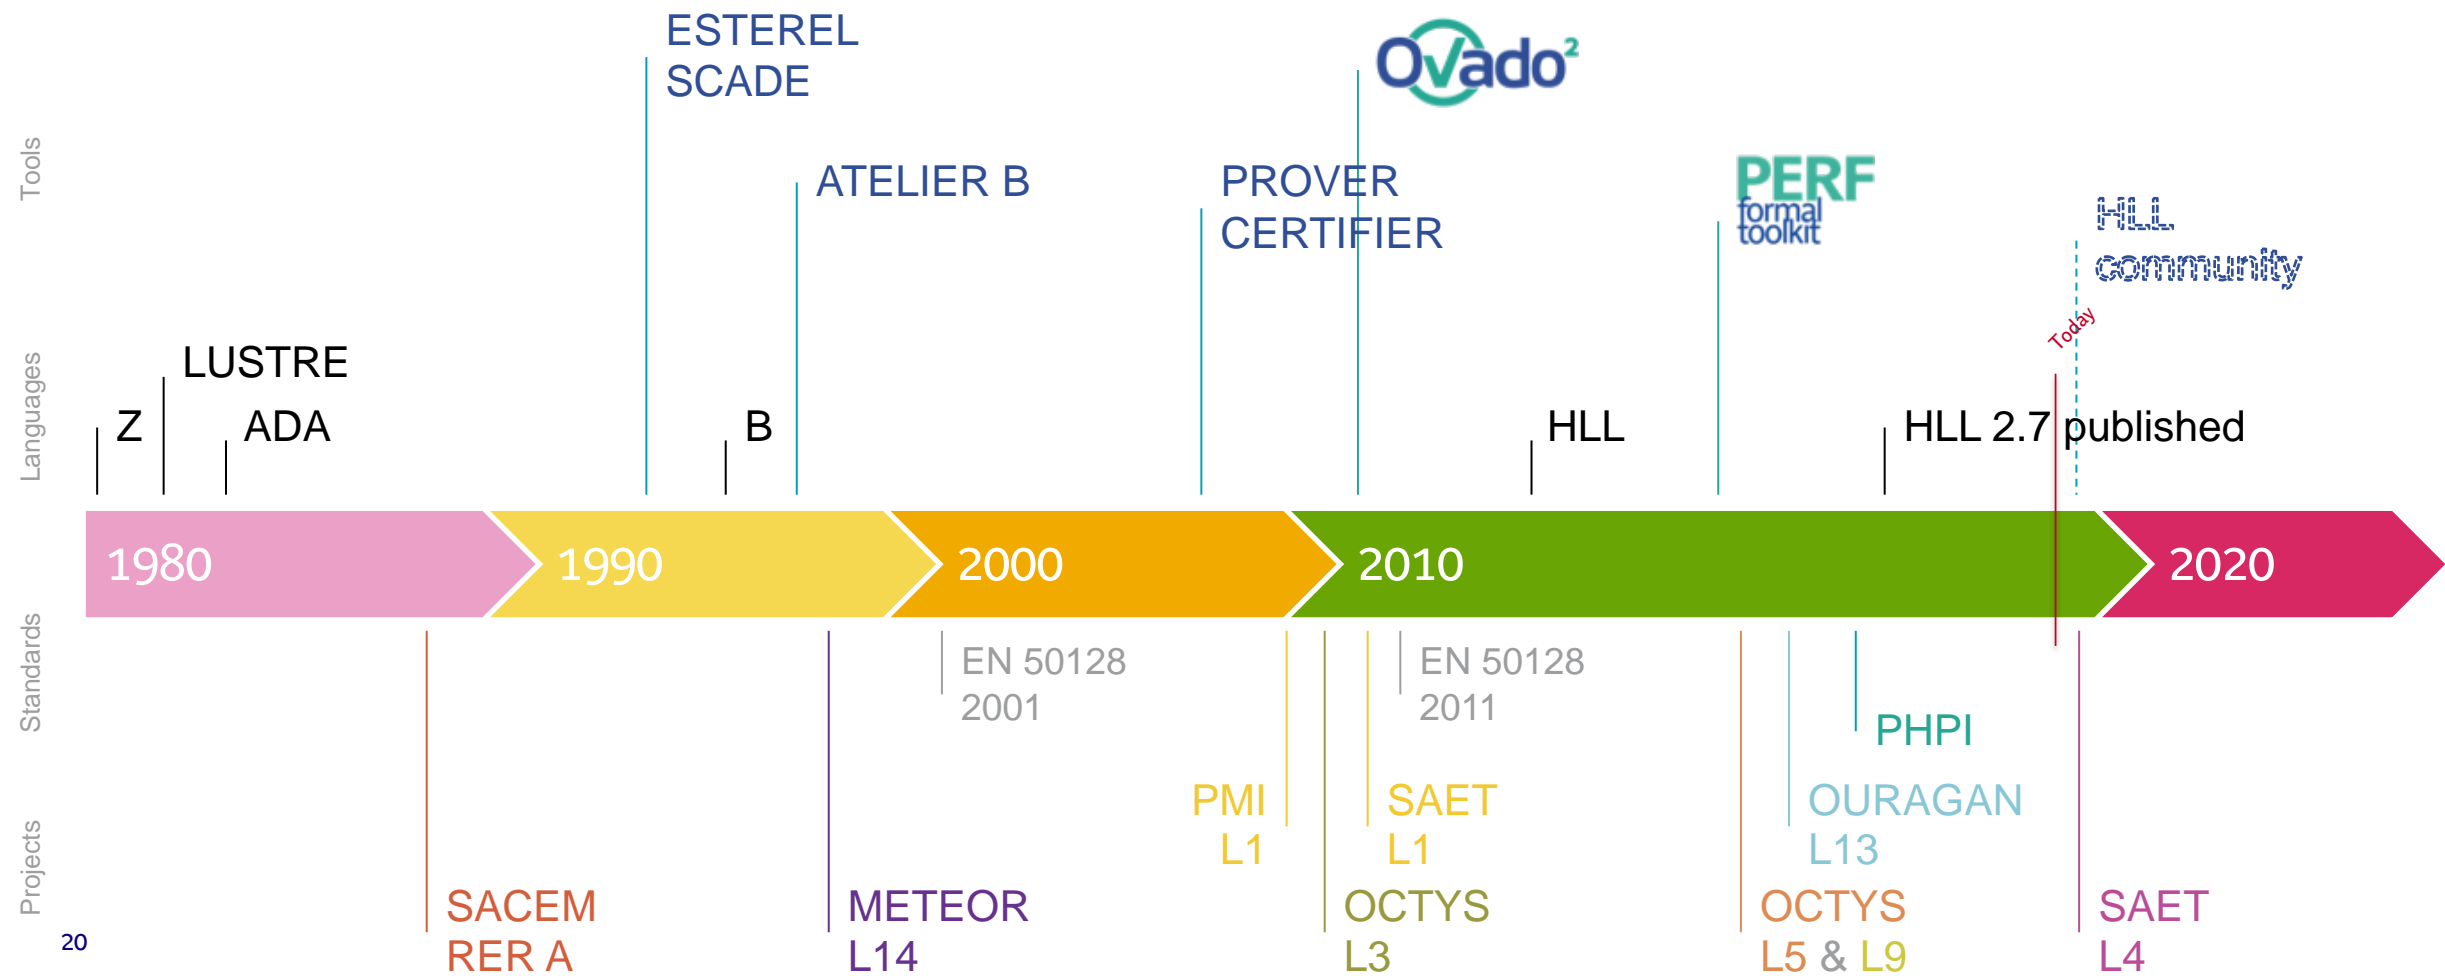 ESTEREL
SCADE
Ovado²
Tools
ATELIER B
PROVER
CERTIFIER
PERF
formal
toolkit
HLL
community
Today
Languages
LUSTRE
Z
ADA
B
HLL
HLL 2.7 published
1980
1990
2000
2010
2020
Standards
EN 50128
2001
EN 50128
2011
PHPI
Projects
PMI
L1
SAET
L1
OURAGAN
L13
SACEM
RER A
METEOR
L14
OCTYS
L3
OCTYS
L5 & L9
SAET
L4
20